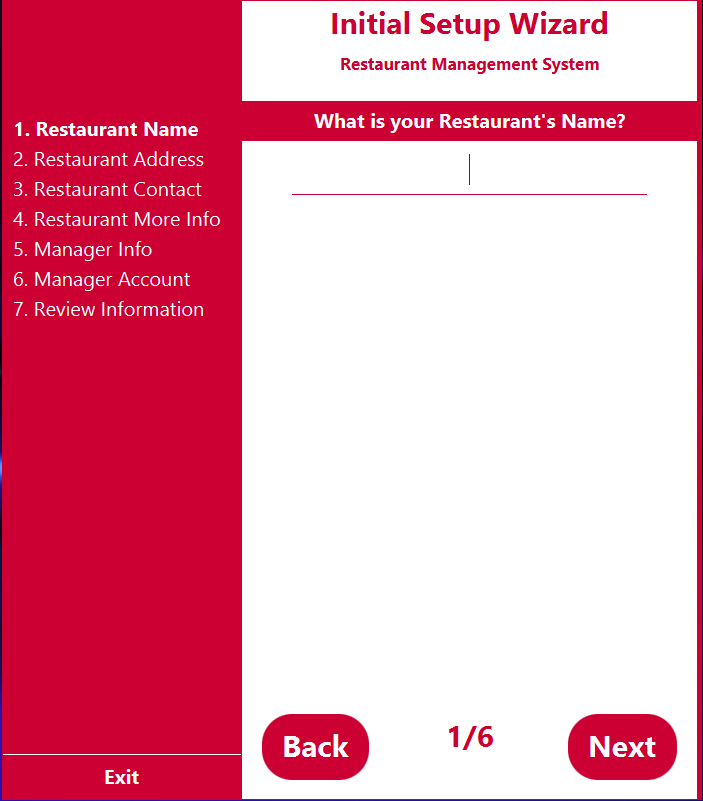 Initial Setup Wizard
Restaurant Management System
1. Restaurant Name
2. Restaurant Address
3. Restaurant Contact
4. Restaurant More Info
5. Manager Info
6. Manager Account
7. Review Information
Exit
What is your Restaurant's Name?
Back
1/6
Next